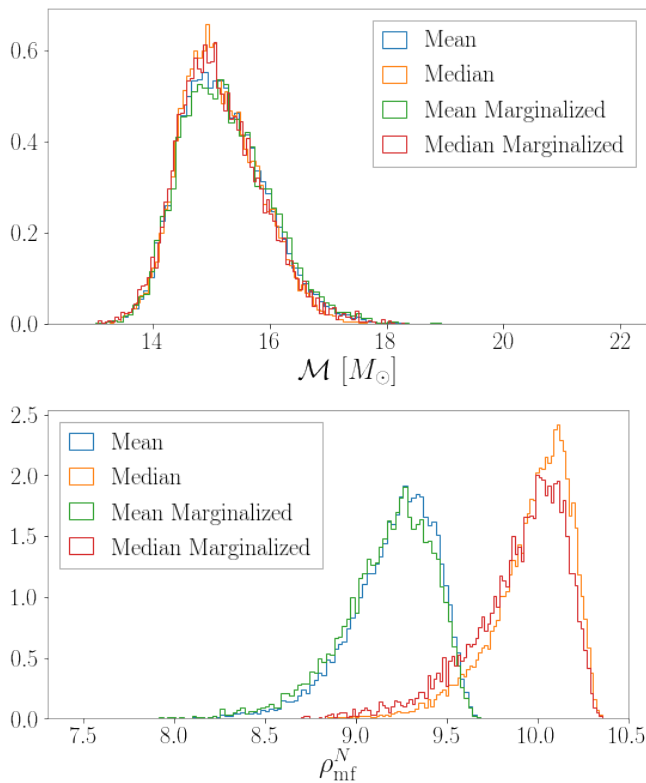 0.6
0.4
0.2
0.0
Mean
Median
Mean Marginalized
Median Marginalized
14 16 18 20 22
ℳ [M⊙]
2.5
2.0
1.5
1.0
0.5
0.0
Mean
Median
Mean Marginalized
Median Marginalized
7.5 8.0 8.5 9.0 9.5 10.0 10.5
ρ^N_mf